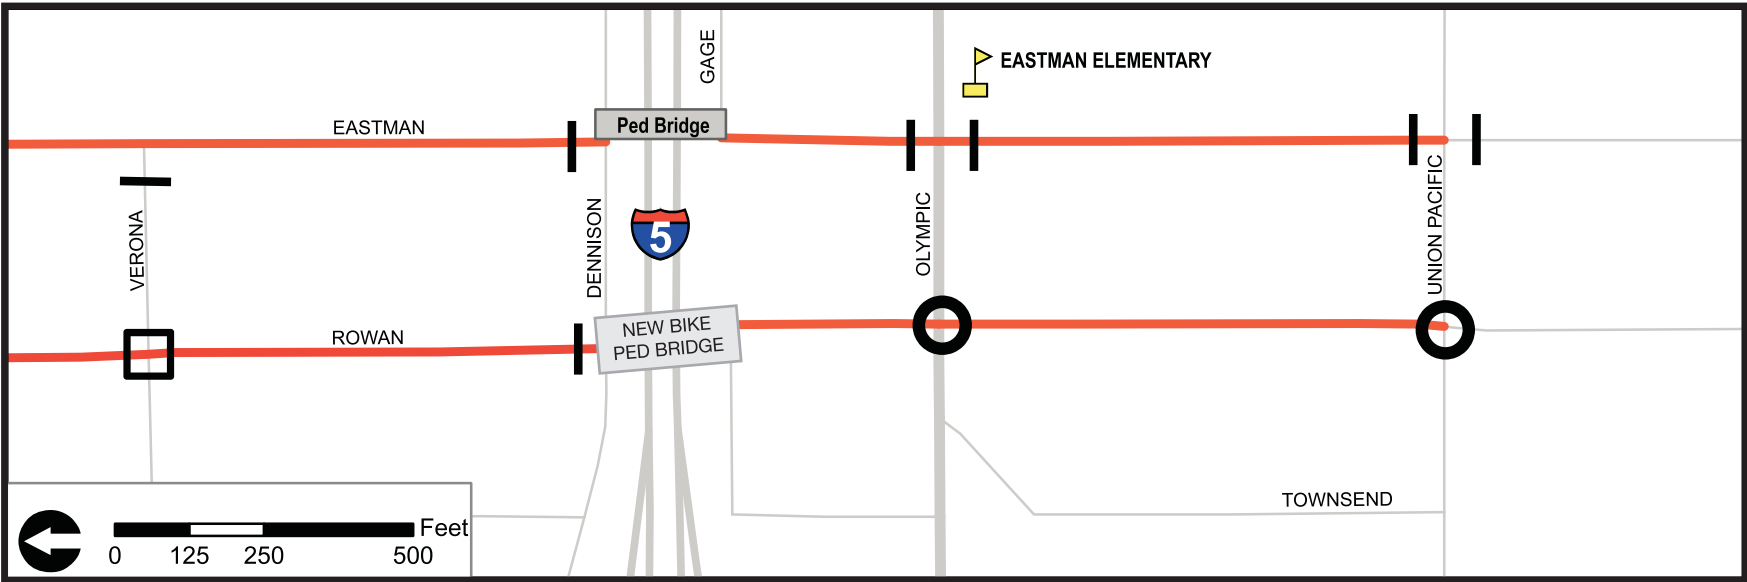 GAGE
EASTMAN ELEMENTARY
EASTMAN
Ped Bridge
VERONA
DENNISON
5
OLYMPIC
UNION PACIFIC
ROWAN
NEW BIKE
PED BRIDGE
TOWNSEND
Feet
0 125 250 500